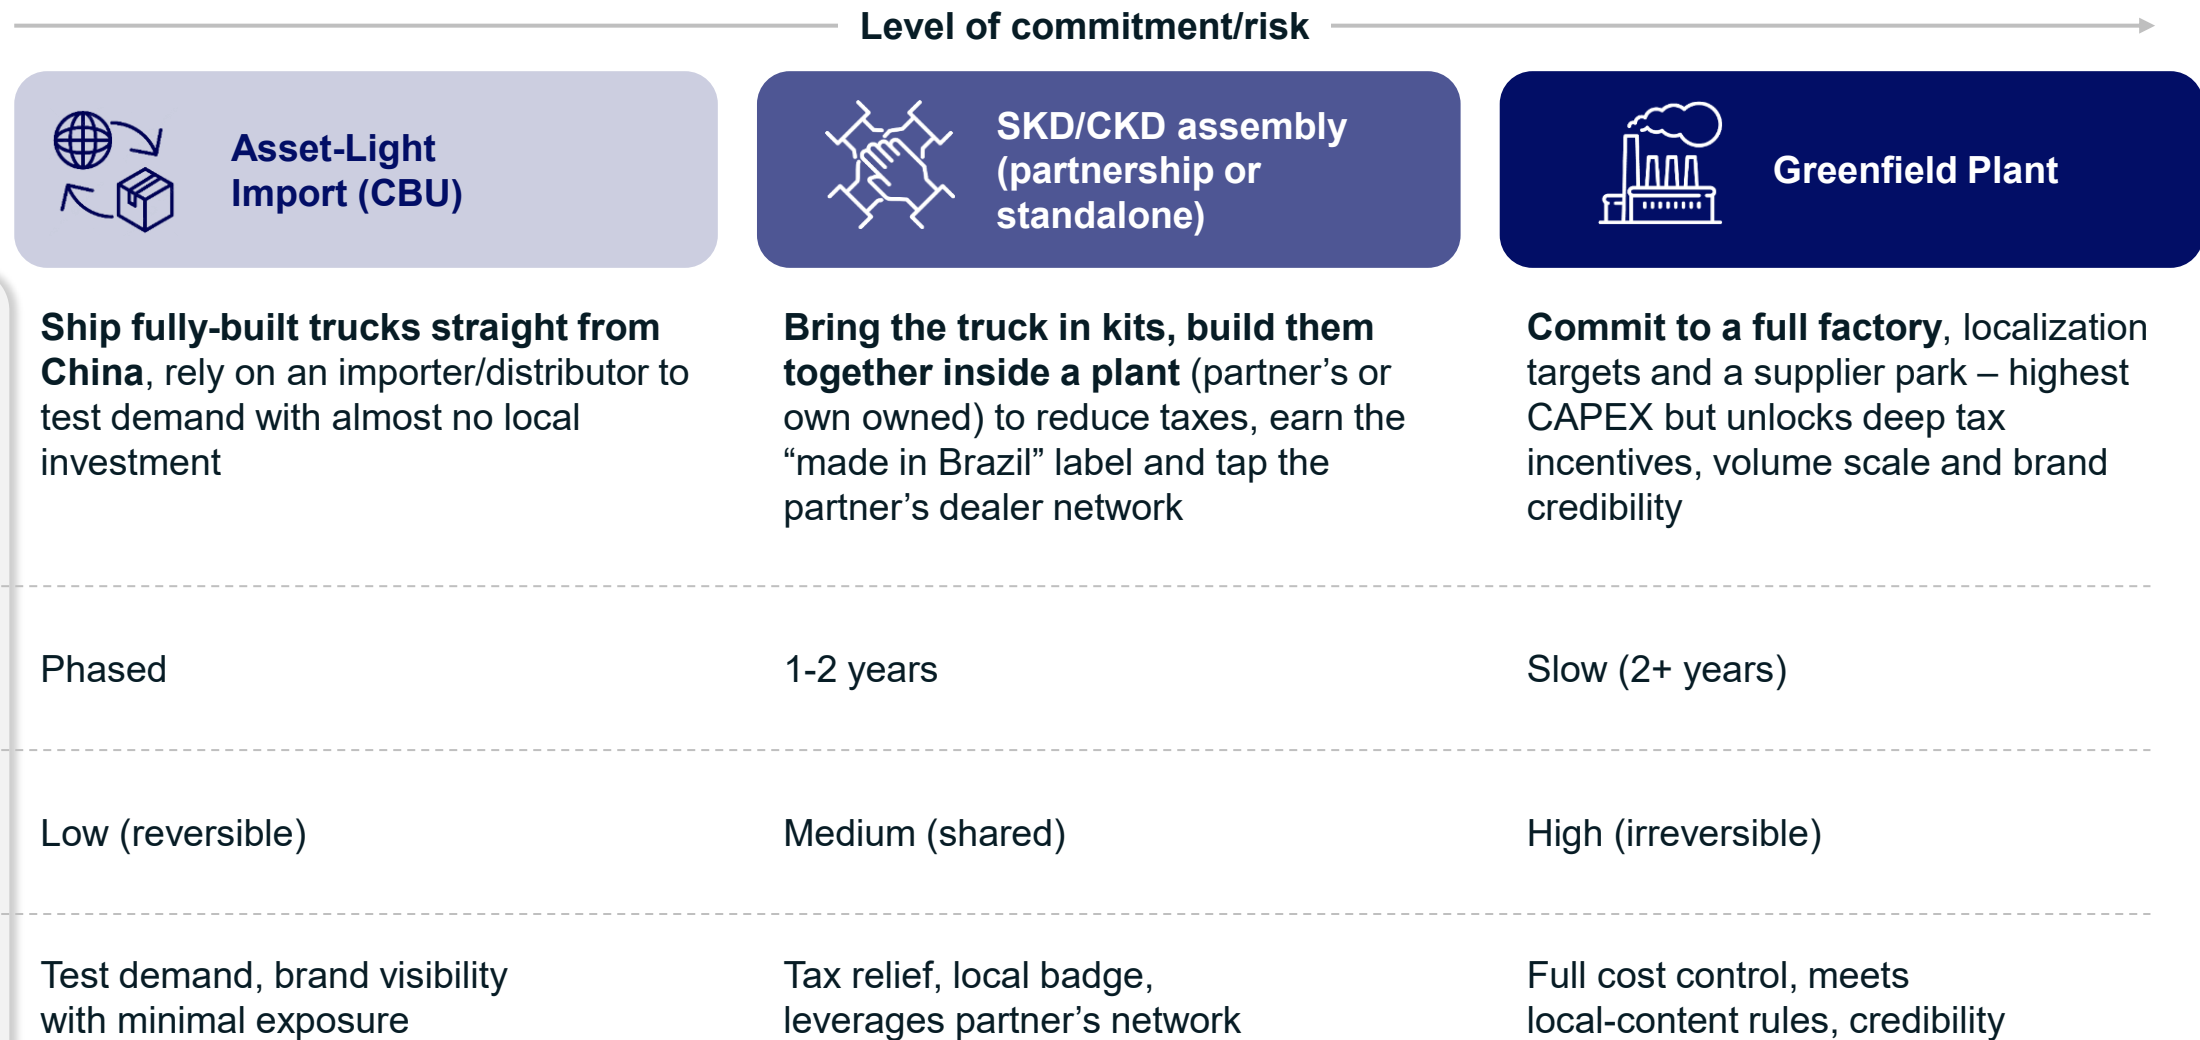 Level of commitment/risk
Asset-Light
Import (CBU)
SKD/CKD assembly
(partnership or
standalone)
Greenfield Plant
Ship fully-built trucks straight from
China, rely on an importer/distributor to
test demand with almost no local
investment
Bring the truck in kits, build them
together inside a plant (partner’s or
own owned) to reduce taxes, earn the
“made in Brazil” label and tap the
partner’s dealer network
Commit to a full factory, localization
targets and a supplier park – highest
CAPEX but unlocks deep tax
incentives, volume scale and brand
credibility
Phased
1-2 years
Slow (2+ years)
Low (reversible)
Medium (shared)
High (irreversible)
Test demand, brand visibility
with minimal exposure
Tax relief, local badge,
leverages partner’s network
Full cost control, meets
local-content rules, credibility